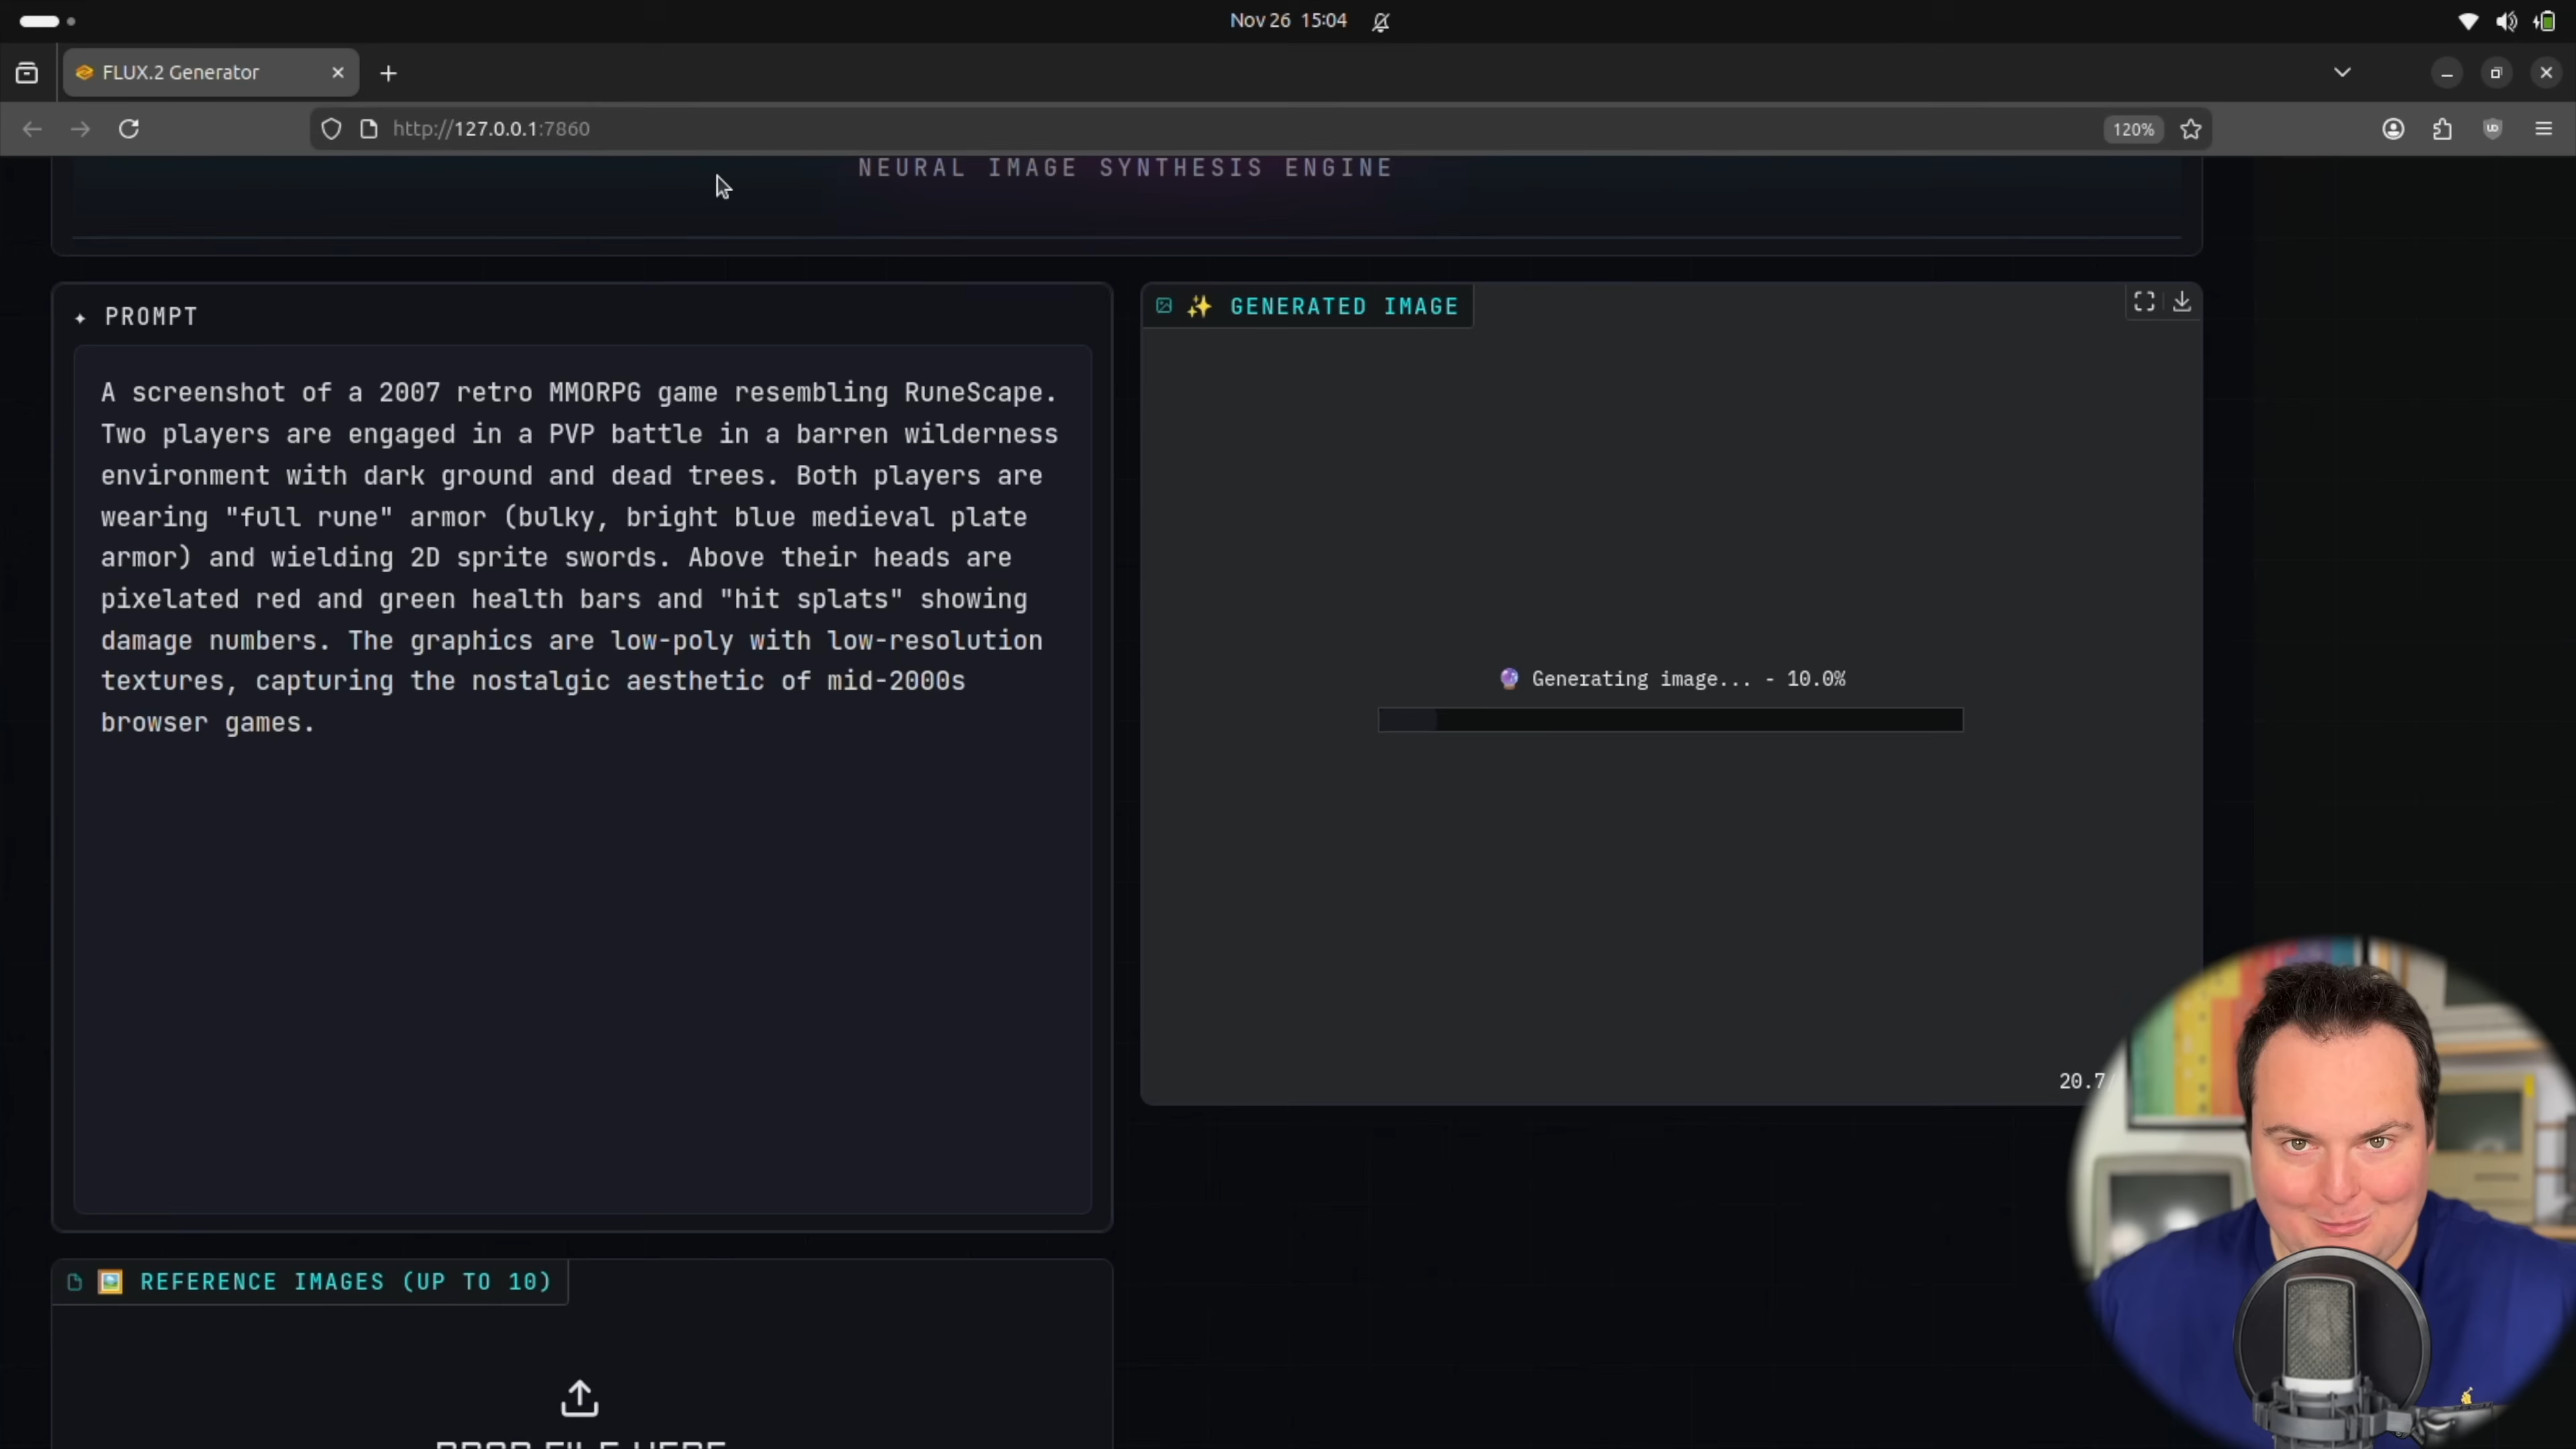 Nov 26 15:04
FLUX.2 Generator
http://127.0.0.1:7860
120%
NEURAL IMAGE SYNTHESIS ENGINE
PROMPT
A screenshot of a 2007 retro MMORPG game resembling RuneScape.
Two players are engaged in a PVP battle in a barren wilderness
environment with dark ground and dead trees. Both players are
wearing "full rune" armor (bulky, bright blue medieval plate
armor) and wielding 2D sprite swords. Above their heads are
pixelated red and green health bars and "hit splats" showing
damage numbers. The graphics are low-poly with low-resolution
textures, capturing the nostalgic aesthetic of mid-2000s
browser games.
GENERATED IMAGE
Generating image... - 10.0%
20.7
REFERENCE IMAGES (UP TO 10)
DROP FILE HERE